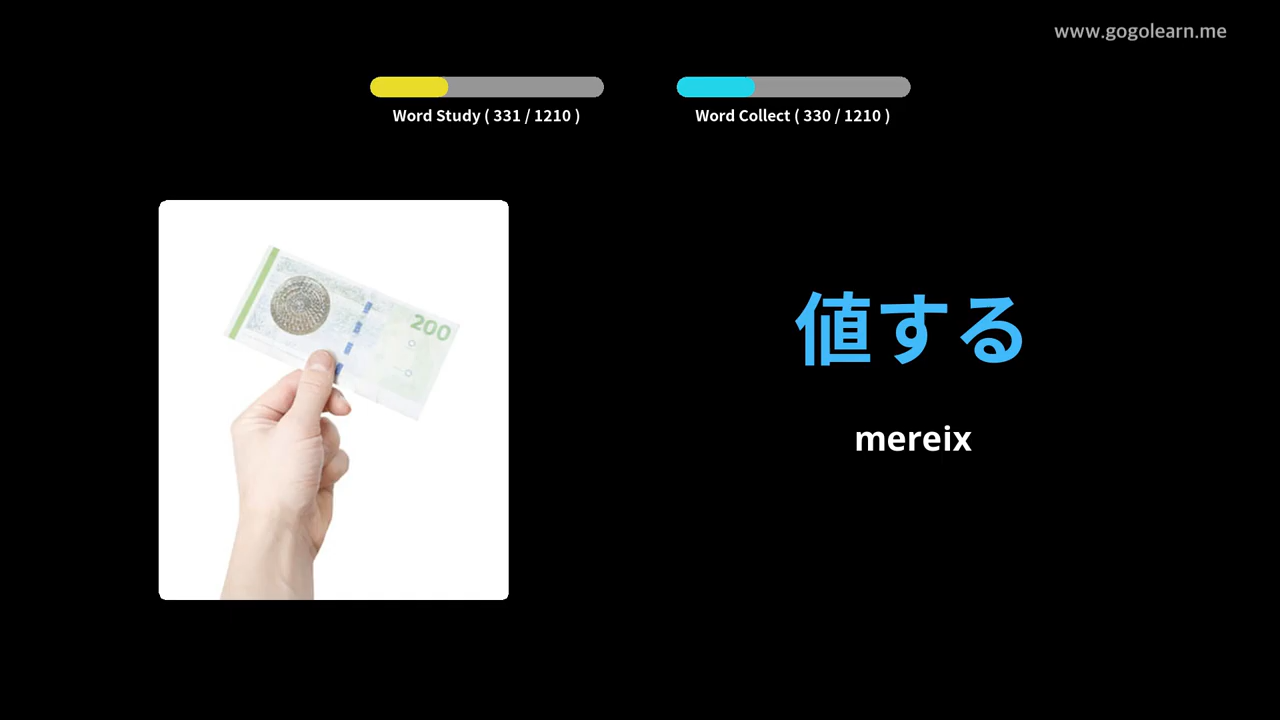 www.gogolearn.me
Word Study ( 331 / 1210 )
Word Collect ( 330 / 1210 )
200
値する
mereix